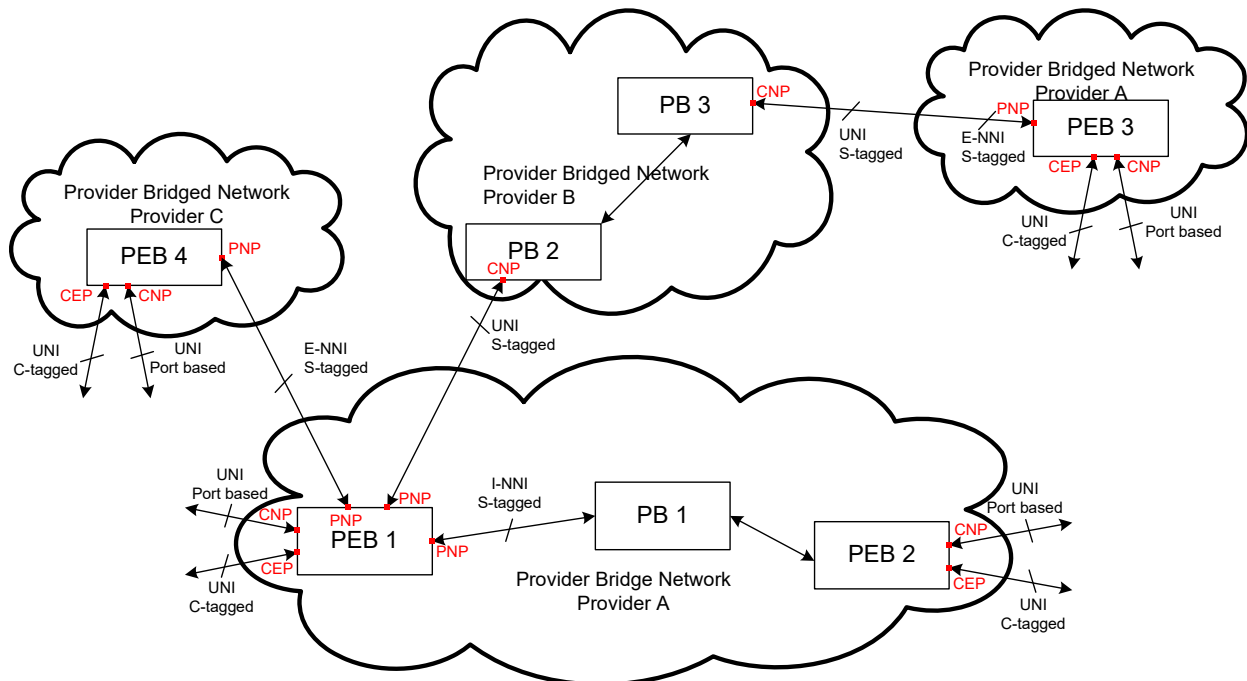 Provider Bridged Network
Provider C
PEB 4
PNP
CEP
CNP
UNI
C-tagged
UNI
Port based
E-NNI
S-tagged
PB 3
CNP
Provider Bridged Network
Provider B
PB 2
CNP
UNI
S-tagged
UNI
S-tagged
Provider Bridged Network
Provider A
PNP
E-NNI
S-tagged
PEB 3
CEP
CNP
UNI
C-tagged
UNI
Port based
UNI
Port based
CNP
CEP
UNI
C-tagged
PNP
PNP
PEB 1
PNP
I-NNI
S-tagged
PB 1
Provider Bridge Network
Provider A
PEB 2
CNP
CEP
UNI
Port based
UNI
C-tagged